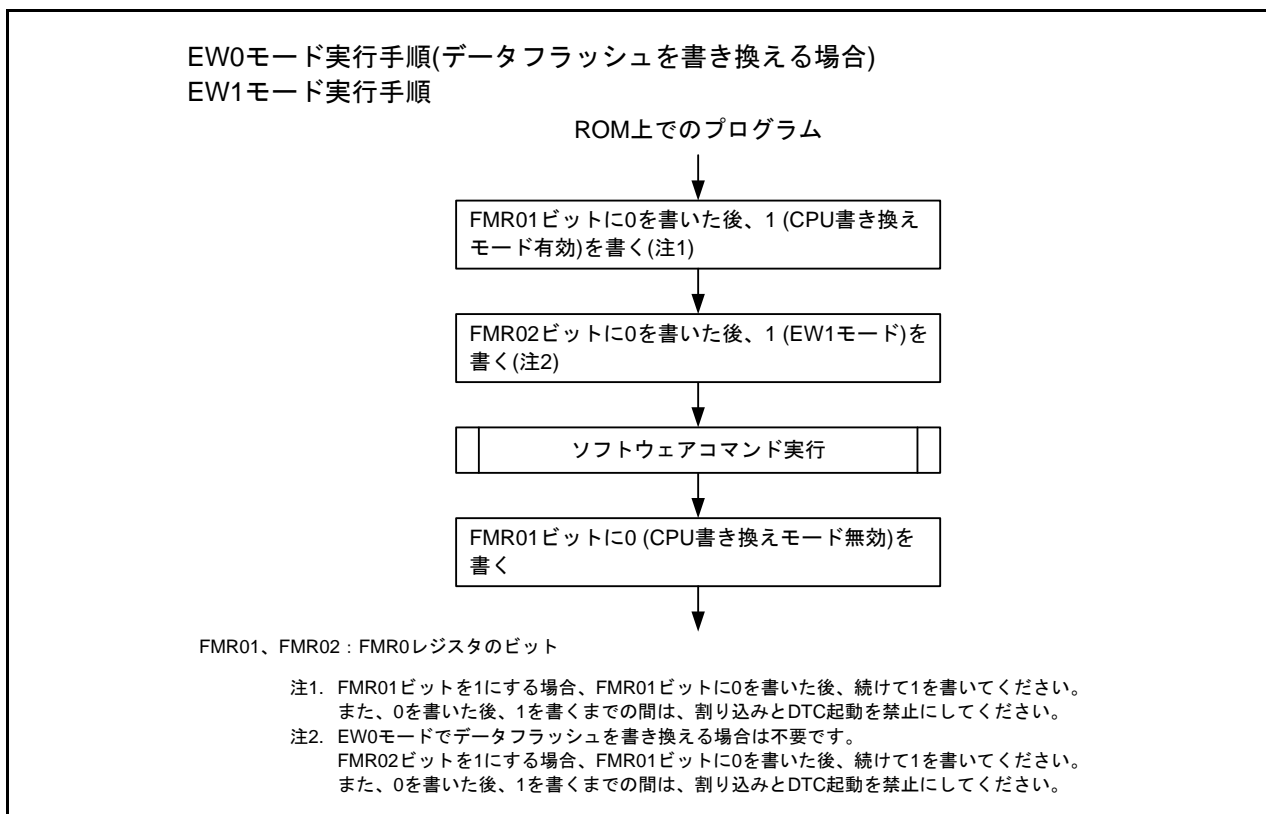 EW0モード実行手順(データフラッシュを書き換える場合)
EW1モード実行手順
ROM上でのプログラム
FMR01ビットに0を書いた後、1 (CPU書き換え
モード有効)を書く(注1)
FMR02ビットに0を書いた後、1 (EW1モード)を
書く(注2)
ソフトウェアコマンド実行
FMR01ビットに0 (CPU書き換えモード無効)を
書く
FMR01、FMR02：FMR0レジスタのビット
注1. FMR01ビットを1にする場合、FMR01ビットに0を書いた後、続けて1を書いてください。
また、0を書いた後、1を書くまでの間は、割り込みとDTC起動を禁止にしてください。
注2. EW0モードでデータフラッシュを書き換える場合は不要です。
FMR02ビットを1にする場合、FMR01ビットに0を書いた後、続けて1を書いてください。
また、0を書いた後、1を書くまでの間は、割り込みとDTC起動を禁止にしてください。